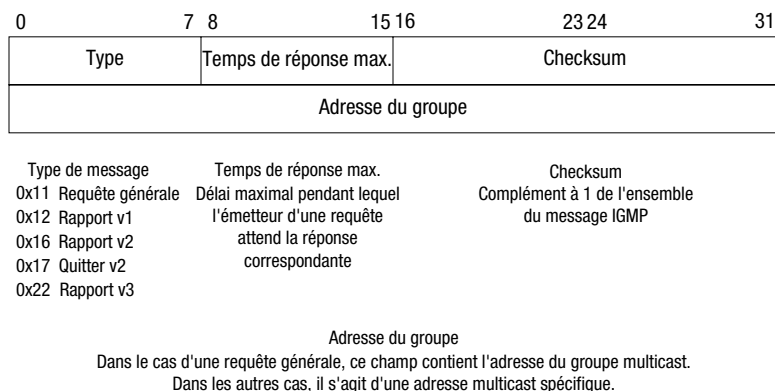 0 7 8 15 16 23 24 31
Type Temps de réponse max. Checksum
Adresse du groupe
Type de message
0x11 Requête générale
0x12 Rapport v1
0x16 Rapport v2
0x17 Quitter v2
0x22 Rapport v3
Temps de réponse max.
Délai maximal pendant lequel
l'émetteur d'une requête
attend la réponse
correspondante
Checksum
Complément à 1 de l'ensemble
du message IGMP
Adresse du groupe
Dans le cas d'une requête générale, ce champ contient l'adresse du groupe multicast.
Dans les autres cas, il s'agit d'une adresse multicast spécifique.